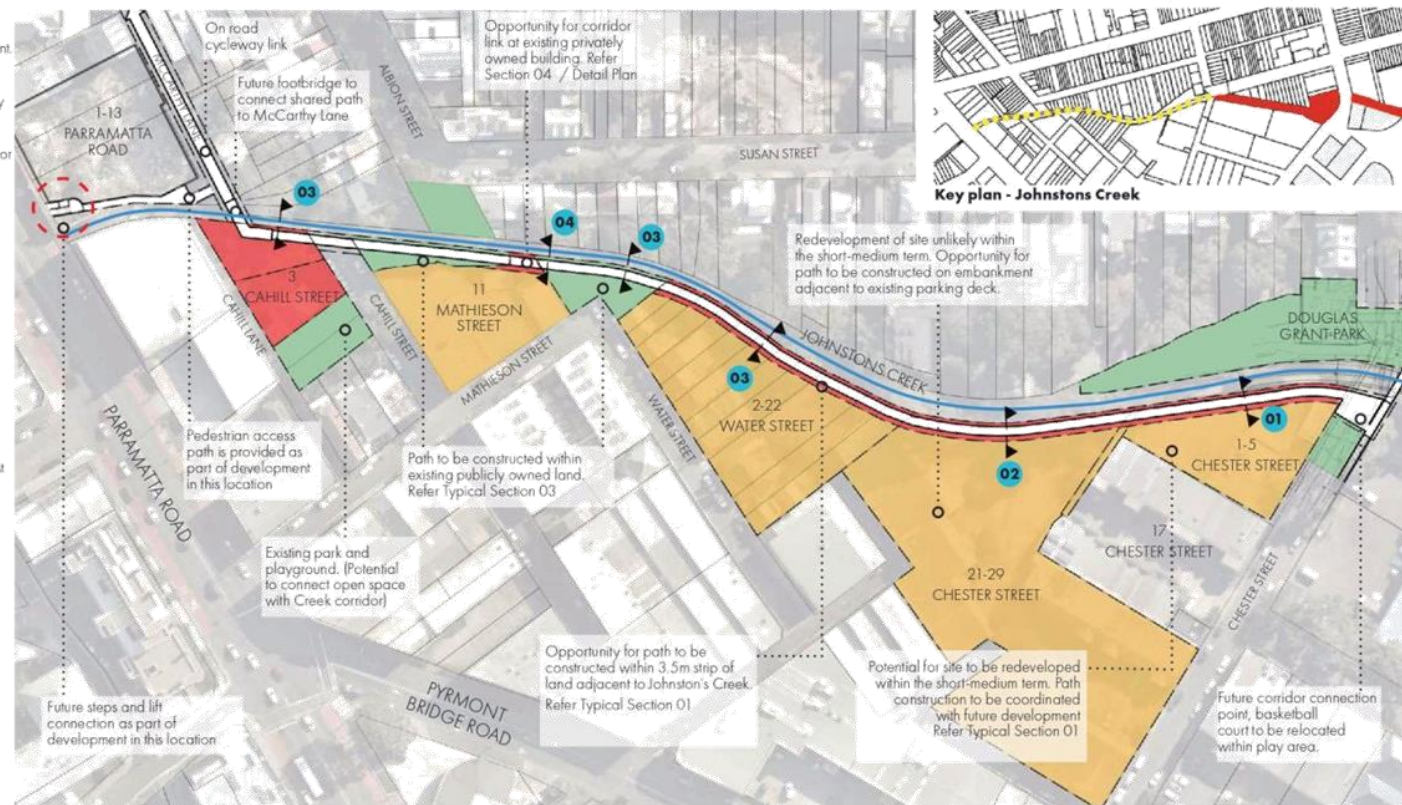 On road
cycleway link
Opportunity for corridor
link at existing privately
owned building. Refer
Section 04 / Detail Plan
Future footbridge to
connect shared path
to McCarthy Lane
MCCARTHY LANE
ALBION STREET
1-13
PARRAMATTA
ROAD
SUSAN STREET
Key plan - Johnstons Creek
03
04
03
Redevelopment of site unlikely within
the short-medium term. Opportunity for
path to be constructed on embankment
adjacent to existing parking deck.
3
CAHILL STREET
CAHILL LANE
CAHILL STREET
11
MATHIESON
STREET
MATHIESON STREET
JOHNSTONS CREEK
DOUGLAS
GRANT PARK
03
2-22
WATER STREET
WATER STREET
02
01
1-5
CHESTER STREET
PARRAMATTA ROAD
Pedestrian access
path is provided as
part of development
in this location
Path to be constructed within
existing publicly owned land.
Refer Typical Section 03
17
CHESTER STREET
Existing park and
playground. (Potential
to connect open space
with Creek corridor)
21-29
CHESTER STREET
CHESTER STREET
Opportunity for path to be
constructed within 3.5m strip of
land adjacent to Johnston's Creek.
Refer Typical Section 01
Potential for site to be redeveloped
within the short-medium term. Path
construction to be coordinated
with future development
Refer Typical Section 01
PYRMONT
BRIDGE ROAD
Future steps and lift
connection as part of
development in this location
Future corridor connection
point, basketball
court to be relocated
within play area.